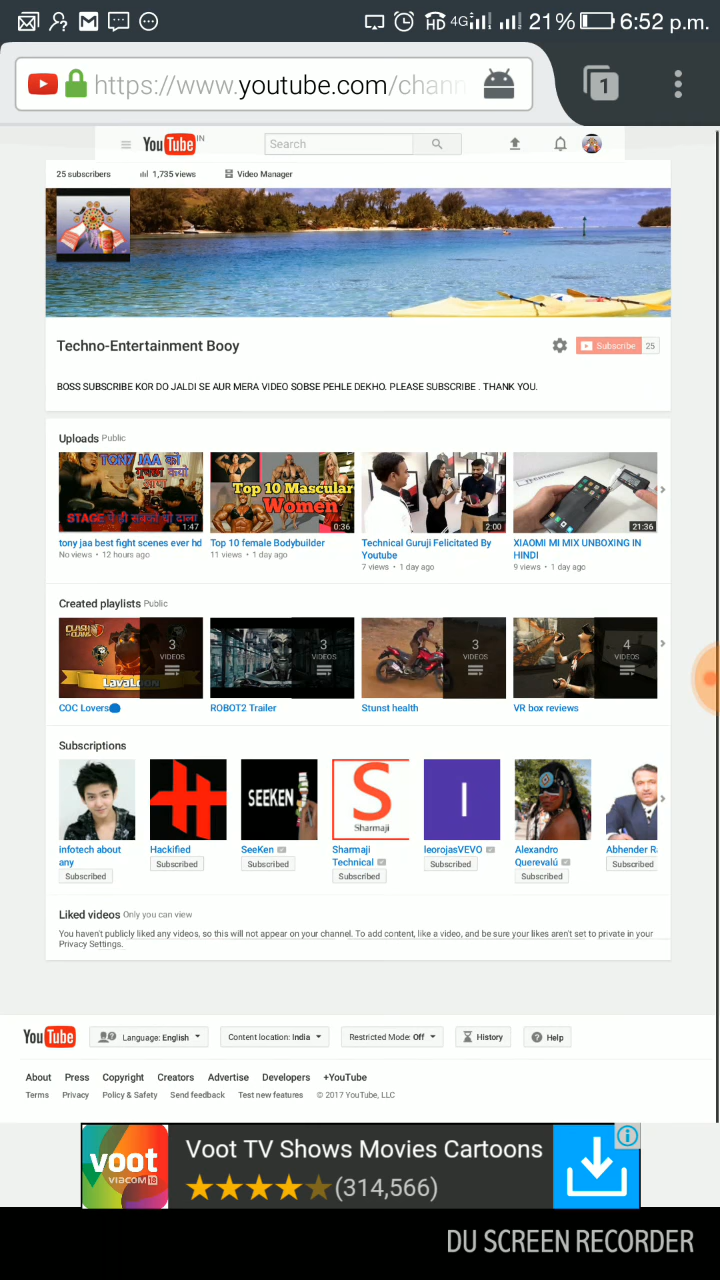 4G 21% 6:52 p.m.
https://www.youtube.com/chann
1
YouTube IN
Search
25 subscribers 1,735 views Video Manager
Techno-Entertainment Booy
Subscribe 25
BOSS SUBSCRIBE KOR DO JALDI SE AUR MERA VIDEO SOBSE PEHLE DEKHO. PLEASE SUBSCRIBE . THANK YOU.
Uploads Public
TONY JAA को
गुस्सा क्यों
आया
STAGE पे ही सबको धो डाला
1:47
Top 10 Mascular
Women
0:36
2:00
21:36
tony jaa best fight scenes ever hd
No views • 12 hours ago
Top 10 female Bodybuilder
11 views • 1 day ago
Technical Guruji Felicitated By
Youtube
7 views • 1 day ago
XIAOMI MI MIX UNBOXING IN
HINDI
9 views • 1 day ago
Created playlists Public
CLASH OF CLANS
LavaLoon
3
VIDEOS
3
VIDEOS
3
VIDEOS
4
VIDEOS
COC Lovers
ROBOT2 Trailer
Stunst health
VR box reviews
Subscriptions
H
SEEKEN
S
Sharmaji
I
infotech about
any
Subscribed
Hackified
Subscribed
SeeKen
Subscribed
Sharmaji
Technical
Subscribed
leorojasVEVO
Subscribed
Alexandro
Querevalú
Subscribed
Abhender Ra
Subscribed
Liked videos Only you can view
You haven't publicly liked any videos, so this will not appear on your channel. To add content, like a video, and be sure your likes aren't set to private in your
Privacy Settings.
YouTube
Language: English
Content location: India
Restricted Mode: Off
History
Help
About Press Copyright Creators Advertise Developers +YouTube
Terms Privacy Policy & Safety Send feedback Test new features © 2017 YouTube, LLC
voot
VIACOM 18
Voot TV Shows Movies Cartoons
(314,566)
DU SCREEN RECORDER